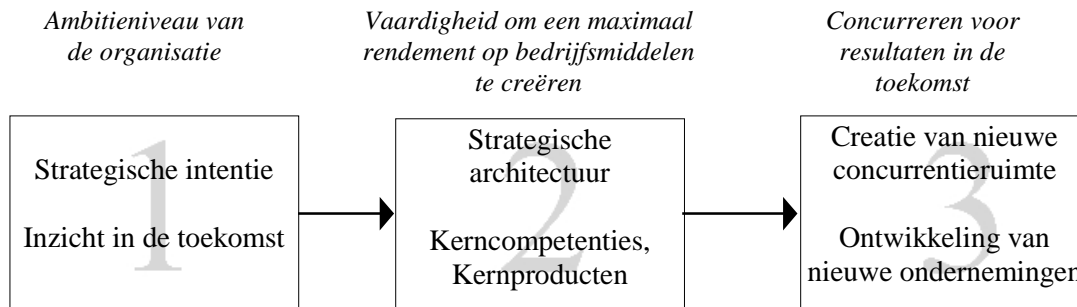 Ambitieniveau van
de organisatie
Vaardigheid om een maximaal
rendement op bedrijfsmiddelen
te creëren
Concurreren voor
resultaten in de
toekomst
1
Strategische intentie
Inzicht in de toekomst
2
Strategische
architectuur
Kerncompetenties,
Kernproducten
3
Creatie van nieuwe
concurrentieruimte
Ontwikkeling van
nieuwe ondernemingen